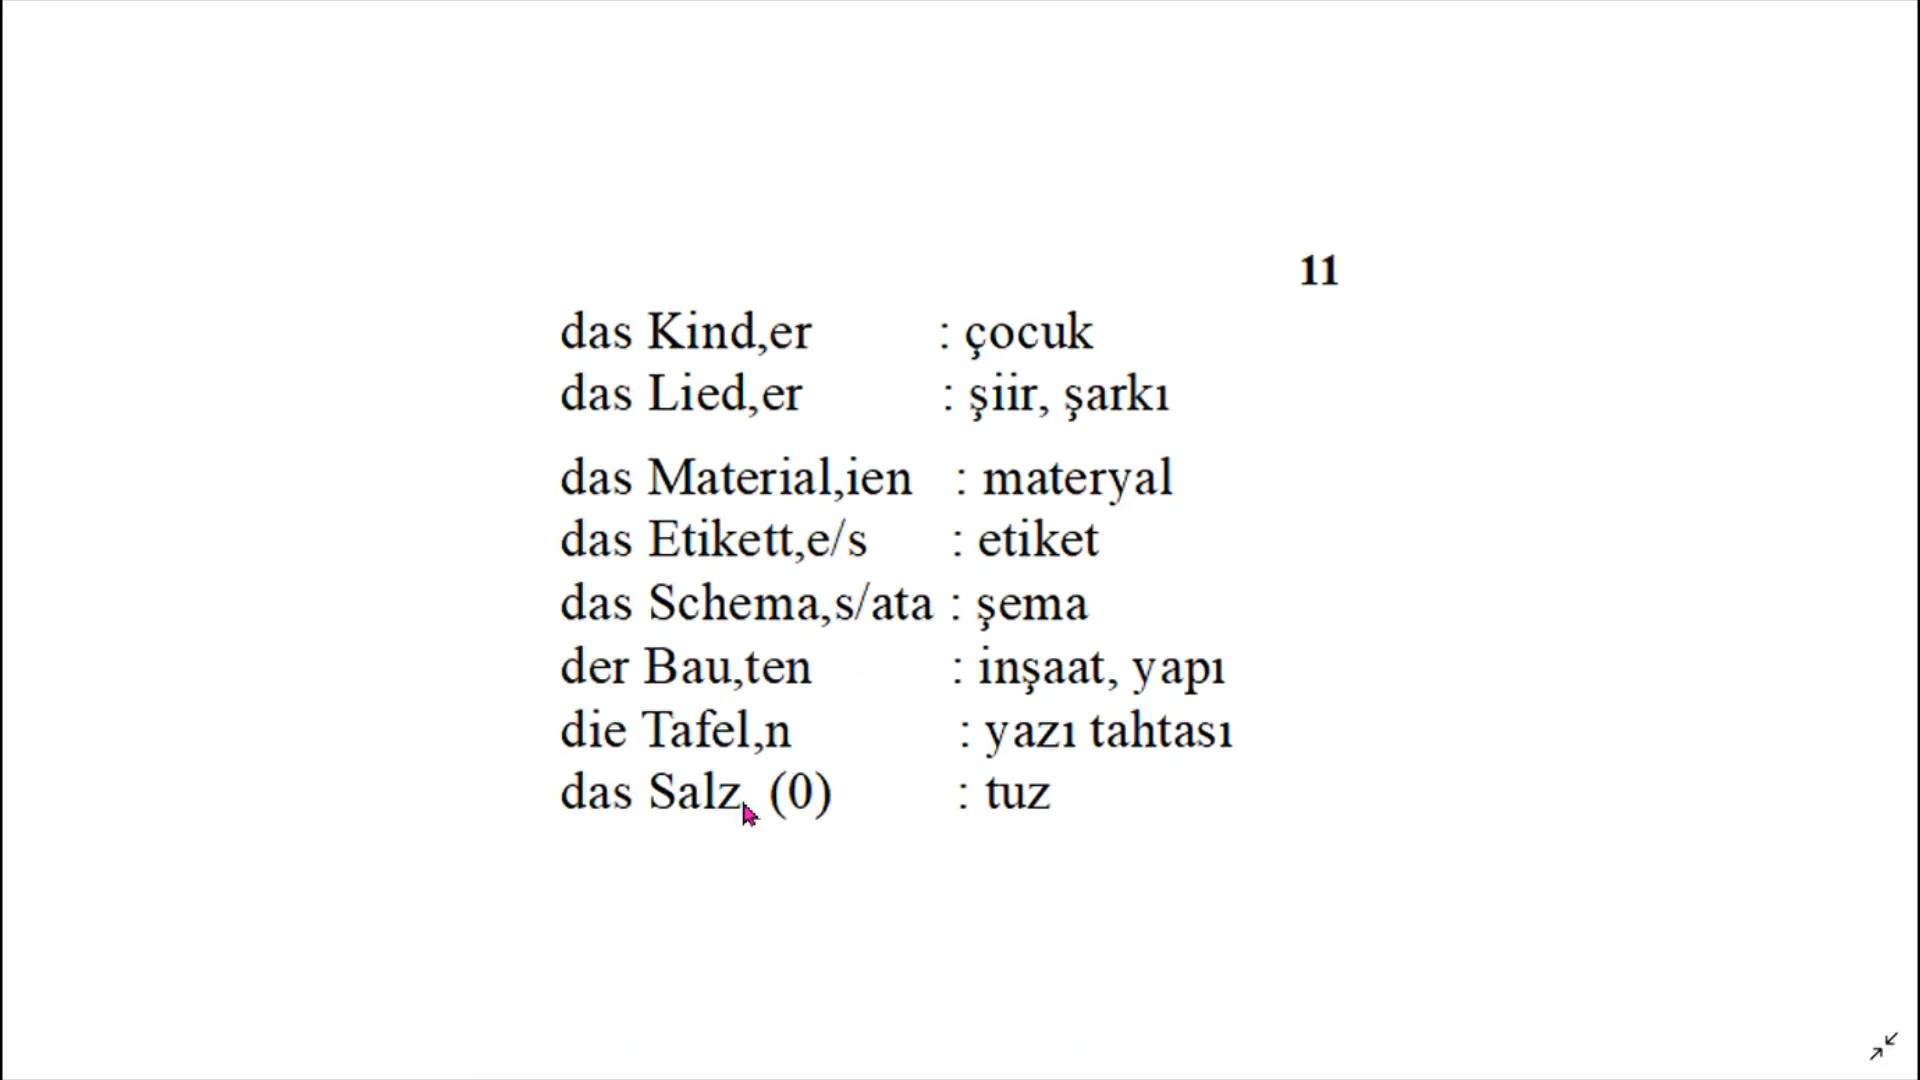 11
das Kind,er : çocuk
das Lied,er : şiir, şarkı
das Material,ien : materyal
das Etikett,e/s : etiket
das Schema,s/ata : şema
der Bau,ten : inşaat, yapı
die Tafel,n : yazı tahtası
das Salz, (0) : tuz